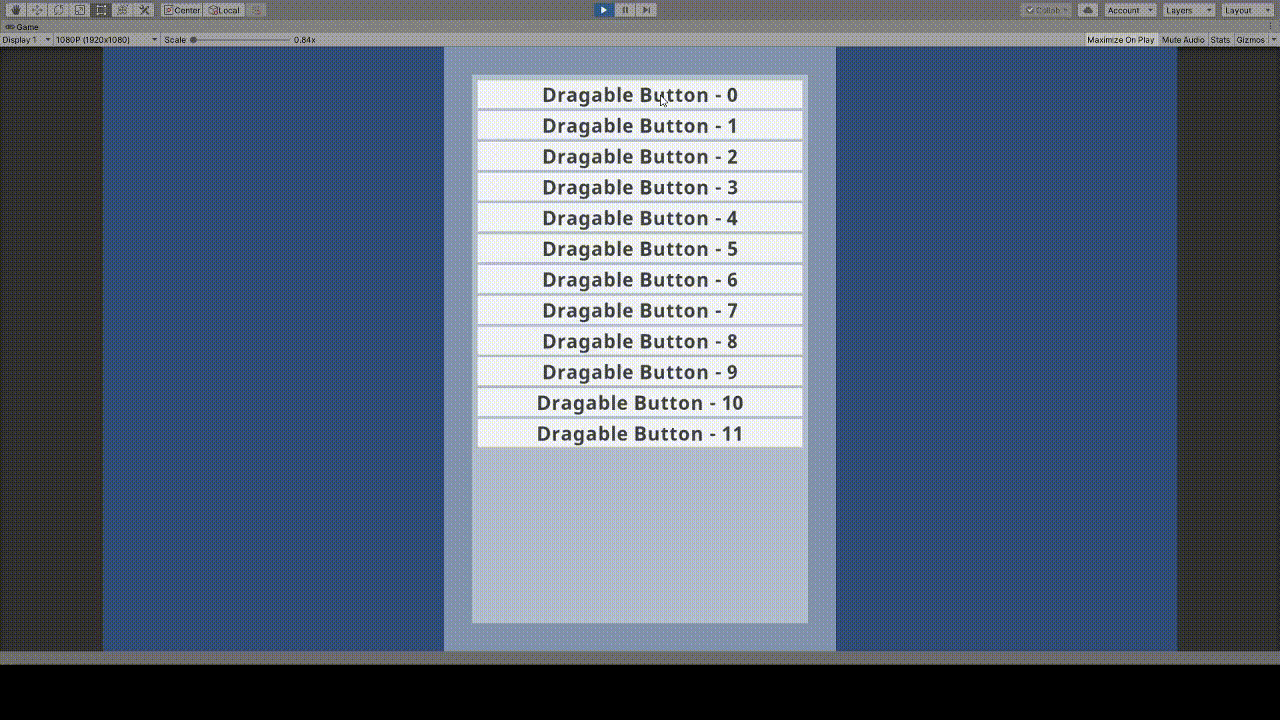 Center Local Collab Account Layers Layout
Game
Display 1 1080P (1920x1080) Scale 0.84x Maximize On Play Mute Audio Stats Gizmos
Dragable Button - 0
Dragable Button - 1
Dragable Button - 2
Dragable Button - 3
Dragable Button - 4
Dragable Button - 5
Dragable Button - 6
Dragable Button - 7
Dragable Button - 8
Dragable Button - 9
Dragable Button - 10
Dragable Button - 11